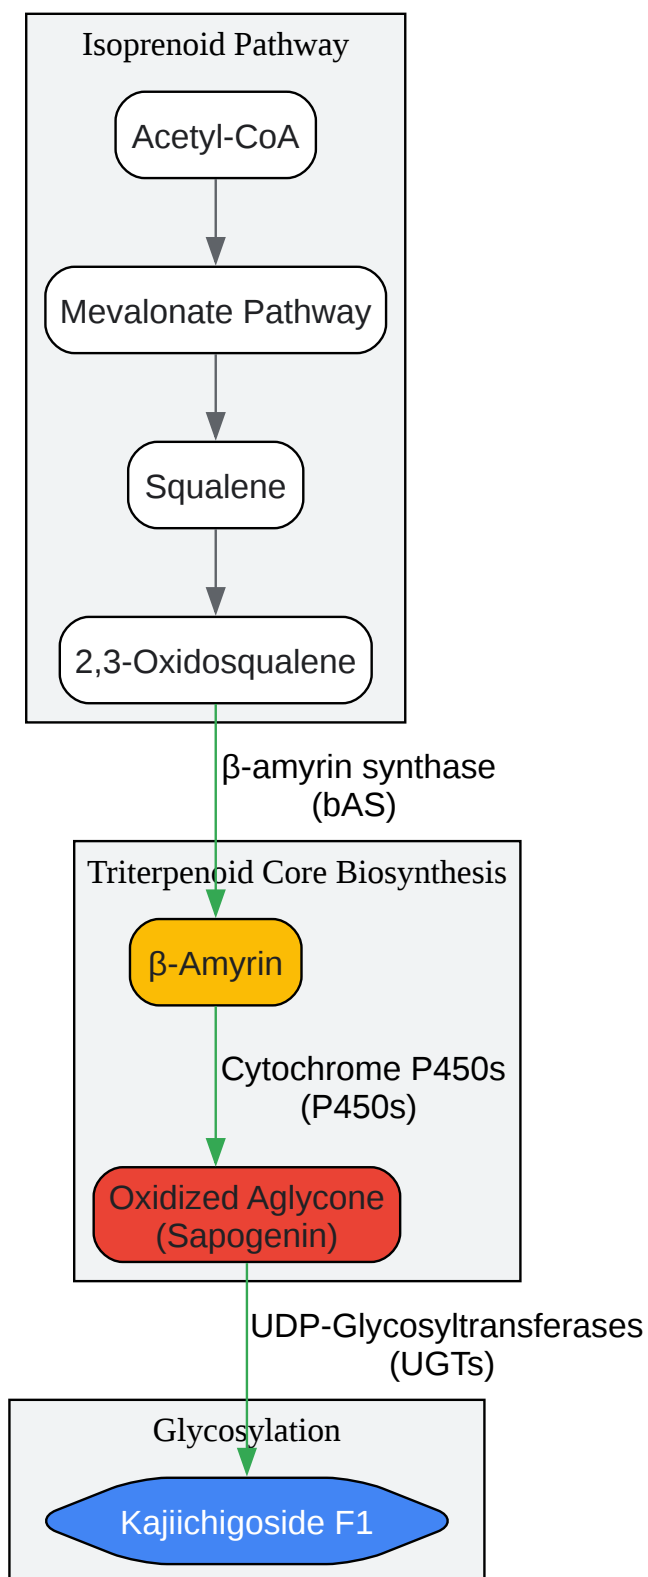 Isoprenoid Pathway
Acetyl-CoA
Mevalonate Pathway
Squalene
2,3-Oxidosqualene
β-amyrin synthase
(bAS)
Triterpenoid Core Biosynthesis
β-Amyrin
Cytochrome P450s
(P450s)
Oxidized Aglycone
(Sapogenin)
UDP-Glycosyltransferases
(UGTs)
Glycosylation
Kajiichigoside F1